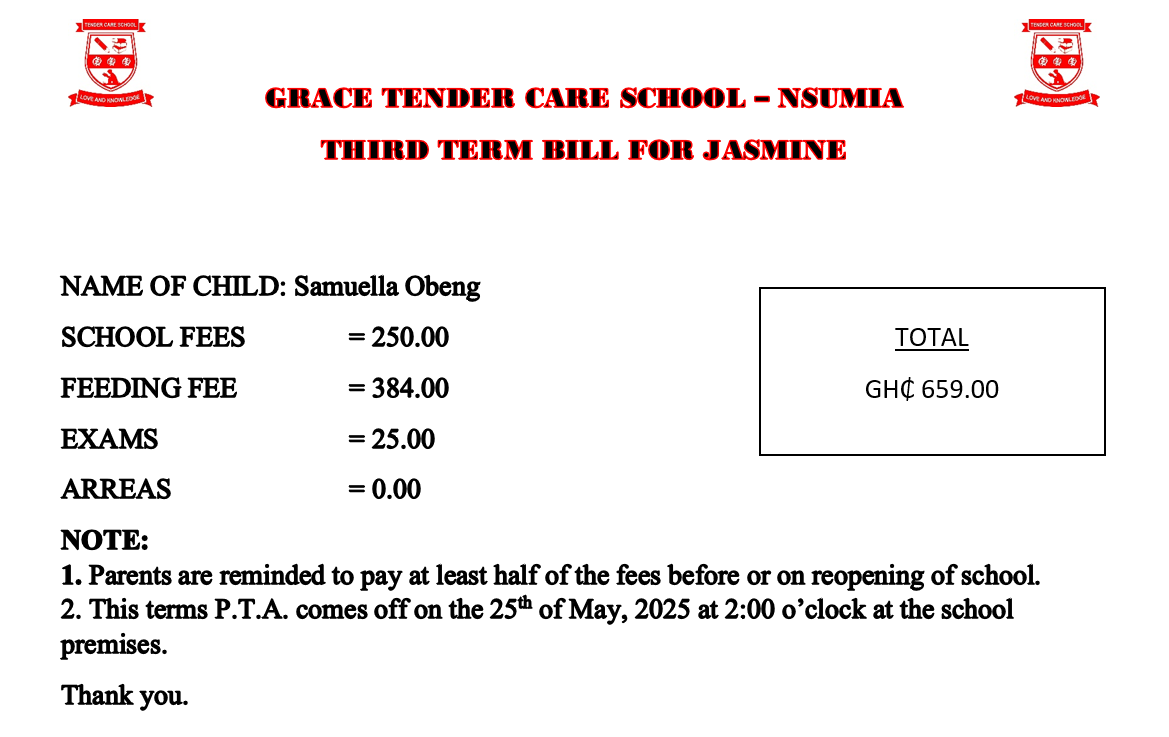 TENDER CARE SCHOOL
LOVE AND KNOWLEDGE
TENDER CARE SCHOOL
LOVE AND KNOWLEDGE
GRACE TENDER CARE SCHOOL – NSUMIA
THIRD TERM BILL FOR JASMINE
NAME OF CHILD: Samuella Obeng
SCHOOL FEES = 250.00
FEEDING FEE = 384.00
EXAMS = 25.00
ARREAS = 0.00
TOTAL
GH₵ 659.00
NOTE:
1. Parents are reminded to pay at least half of the fees before or on reopening of school.
2. This terms P.T.A. comes off on the 25th of May, 2025 at 2:00 o’clock at the school
premises.
Thank you.